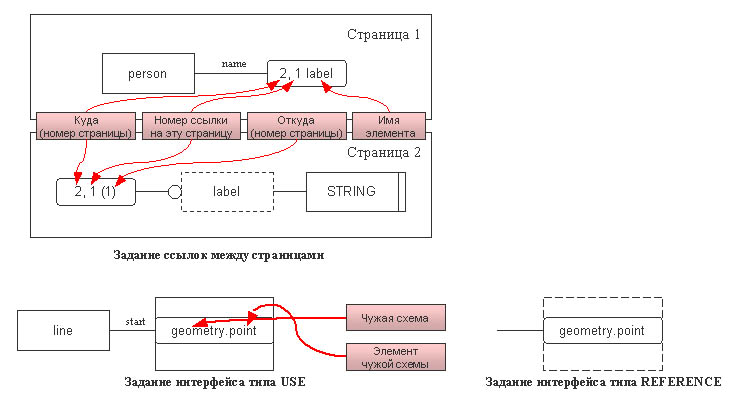 Страница 1
name
person
2, 1 label
Куда
(номер страницы)
Номер ссылки
на эту страницу
Откуда
(номер страницы)
Имя
элемента
Страница 2
2, 1 (1)
label
STRING
Задание ссылок между страницами
line
start
geometry.point
Чужая схема
Элемент
чужой схемы
Задание интерфейса типа USE
geometry.point
Задание интерфейса типа REFERENCE